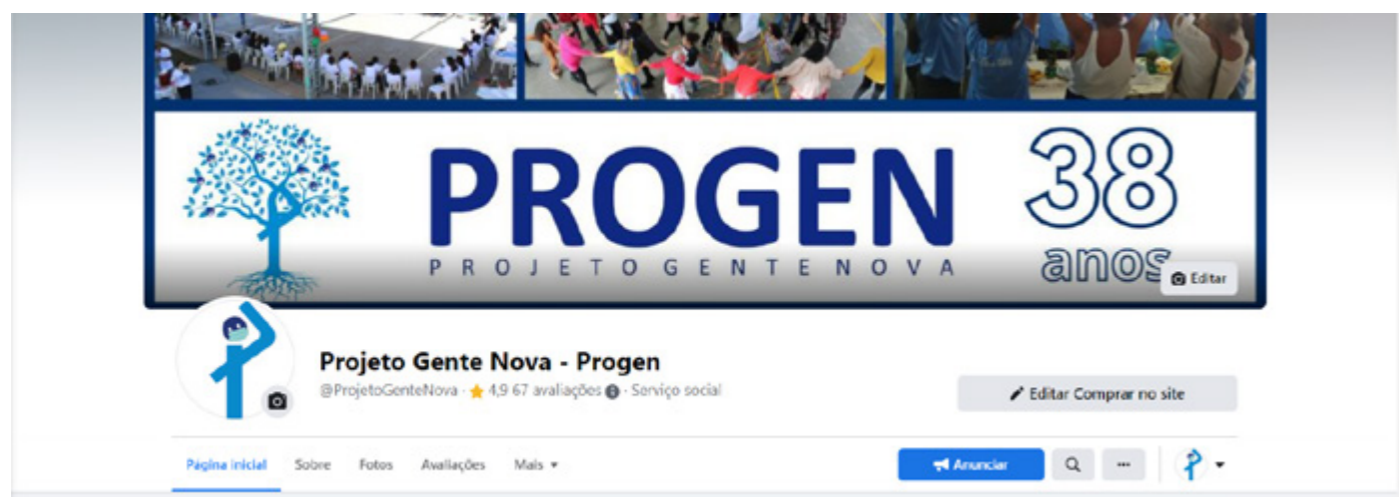 PROGEN
PROJETO GENTE NOVA
38
anos
Editar
Projeto Gente Nova - Progen
@ProjetoGenteNova · 4,9 67 avaliações · Serviço social
Editar Comprar no site
Página inicial Sobre Fotos Avaliações Mais
Anunciar